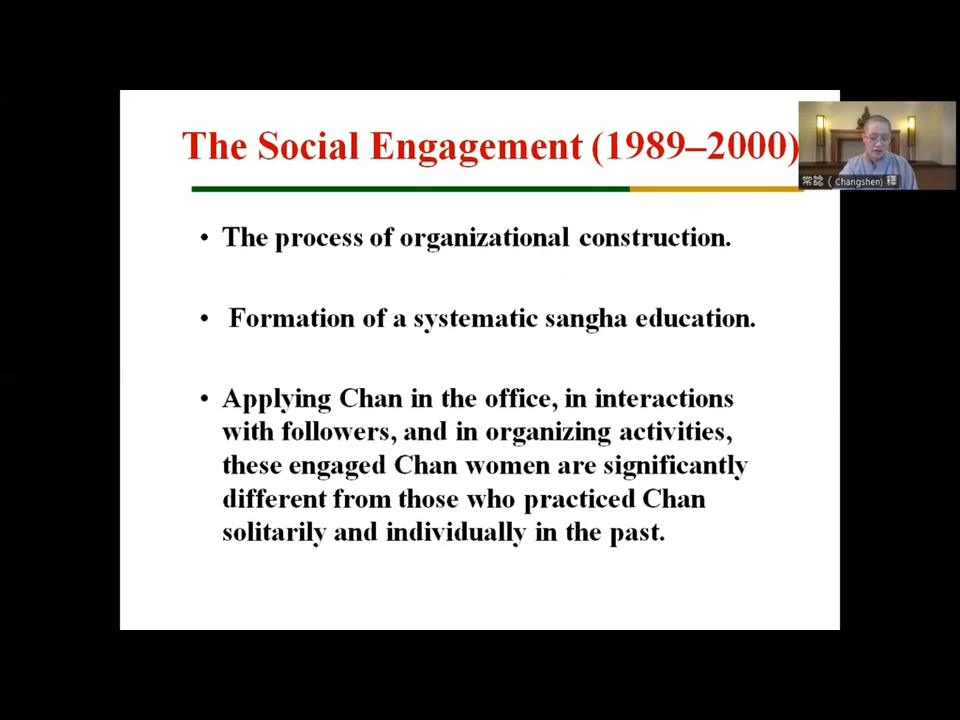 The Social Engagement (1989–2000)
• The process of organizational construction.
• Formation of a systematic sangha education.
• Applying Chan in the office, in interactions
with followers, and in organizing activities,
these engaged Chan women are significantly
different from those who practiced Chan
solitarily and individually in the past.
常諗 ( Changshen) 釋